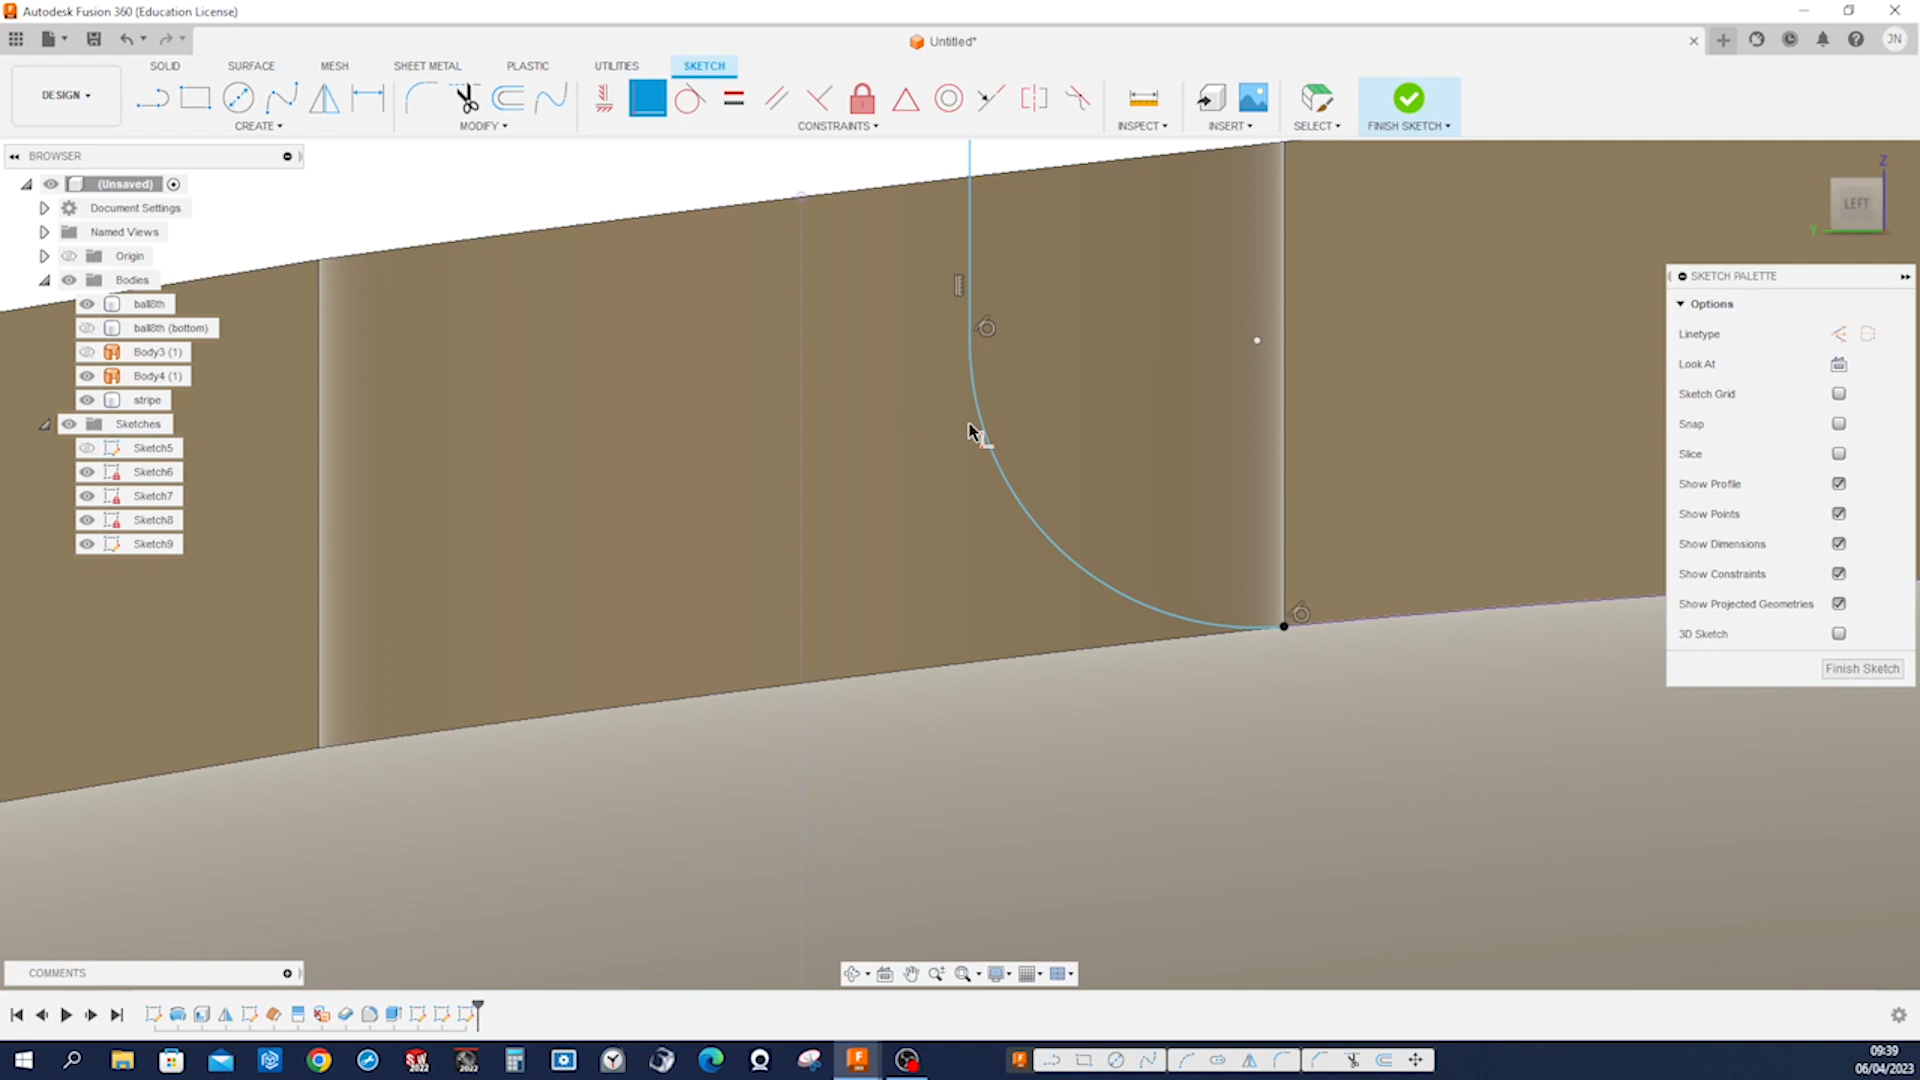 Autodesk Fusion 360 (Education License)
Untitled*
JN
SOLID
SURFACE
MESH
SHEET METAL
PLASTIC
UTILITIES
SKETCH
DESIGN
CREATE
MODIFY
CONSTRAINTS
INSPECT
INSERT
SELECT
FINISH SKETCH
BROWSER
(Unsaved)
Document Settings
Named Views
Origin
Bodies
ball8th
ball8th (bottom)
Body3 (1)
Body4 (1)
stripe
Sketches
Sketch5
Sketch6
Sketch7
Sketch8
Sketch9
Z
LEFT
Y
SKETCH PALETTE
Options
Linetype
Look At
Sketch Grid
Snap
Slice
Show Profile
Show Points
Show Dimensions
Show Constraints
Show Projected Geometries
3D Sketch
Finish Sketch
COMMENTS
SW
2022
2022
09:39
06/04/2023